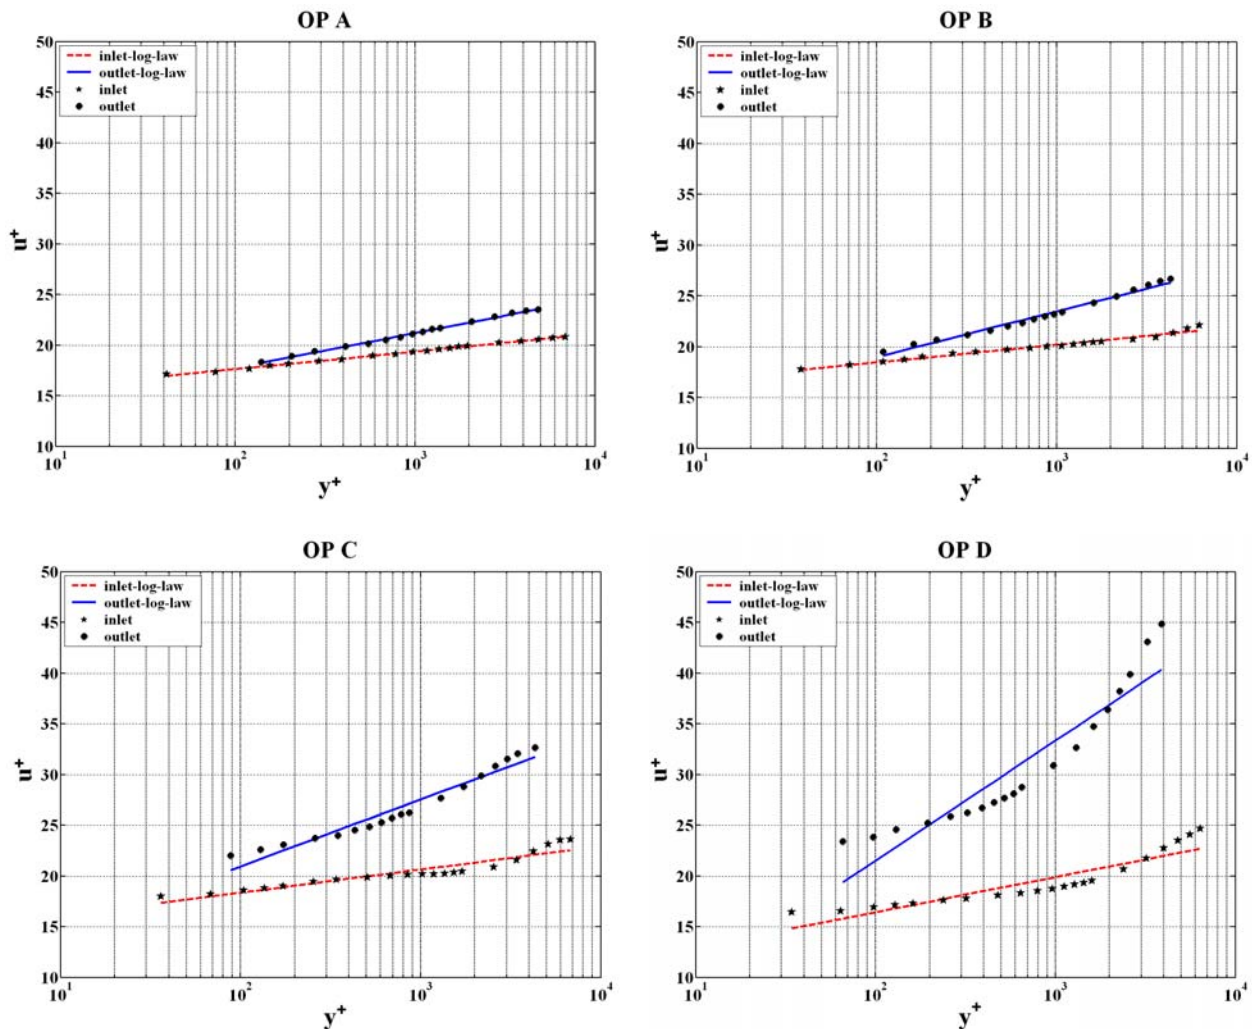 OP A
50
45
40
35
30
25
20
15
10
u⁺
inlet-log-law
outlet-log-law
inlet
outlet
10¹ 10² 10³ 10⁴
y⁺
OP B
50
45
40
35
30
25
20
15
10
u⁺
inlet-log-law
outlet-log-law
inlet
outlet
10¹ 10² 10³ 10⁴
y⁺
OP C
50
45
40
35
30
25
20
15
10
u⁺
inlet-log-law
outlet-log-law
inlet
outlet
10¹ 10² 10³ 10⁴
y⁺
OP D
50
45
40
35
30
25
20
15
10
u⁺
inlet-log-law
outlet-log-law
inlet
outlet
10¹ 10² 10³ 10⁴
y⁺